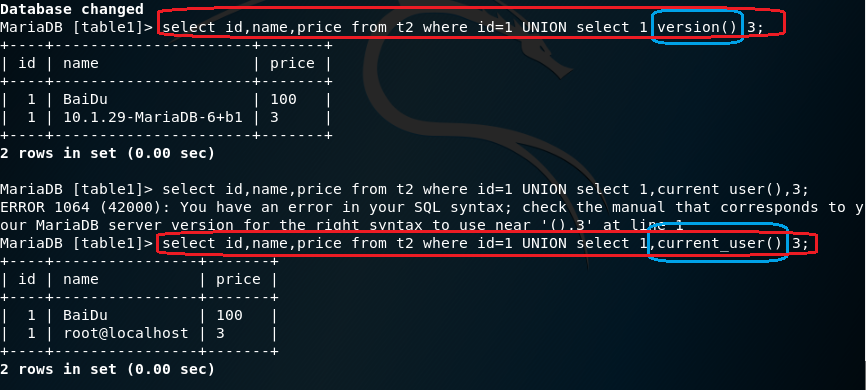 Database changed
MariaDB [table1]> select id,name,price from t2 where id=1 UNION select 1,version(),3;
+----+--------------------+-------+
| id | name               | price |
+----+--------------------+-------+
|  1 | BaiDu              | 100   |
|  1 | 10.1.29-MariaDB-6+b1 | 3     |
+----+--------------------+-------+
2 rows in set (0.00 sec)
MariaDB [table1]> select id,name,price from t2 where id=1 UNION select 1,current user(),3;
ERROR 1064 (42000): You have an error in your SQL syntax; check the manual that corresponds to y
our MariaDB server version for the right syntax to use near '(),3' at line 1
MariaDB [table1]> select id,name,price from t2 where id=1 UNION select 1,current_user(),3;
+----+----------------+-------+
| id | name           | price |
+----+----------------+-------+
|  1 | BaiDu          | 100   |
|  1 | root@localhost | 3     |
+----+----------------+-------+
2 rows in set (0.00 sec)